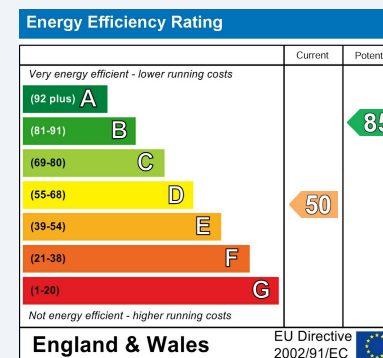 Energy Efficiency Rating
Current Potent
Very energy efficient - lower running costs
(92 plus) A
(81-91) B
85
(69-80) C
(55-68) D
50
(39-54) E
(21-38) F
(1-20) G
Not energy efficient - higher running costs
England & Wales
EU Directive
2002/91/EC